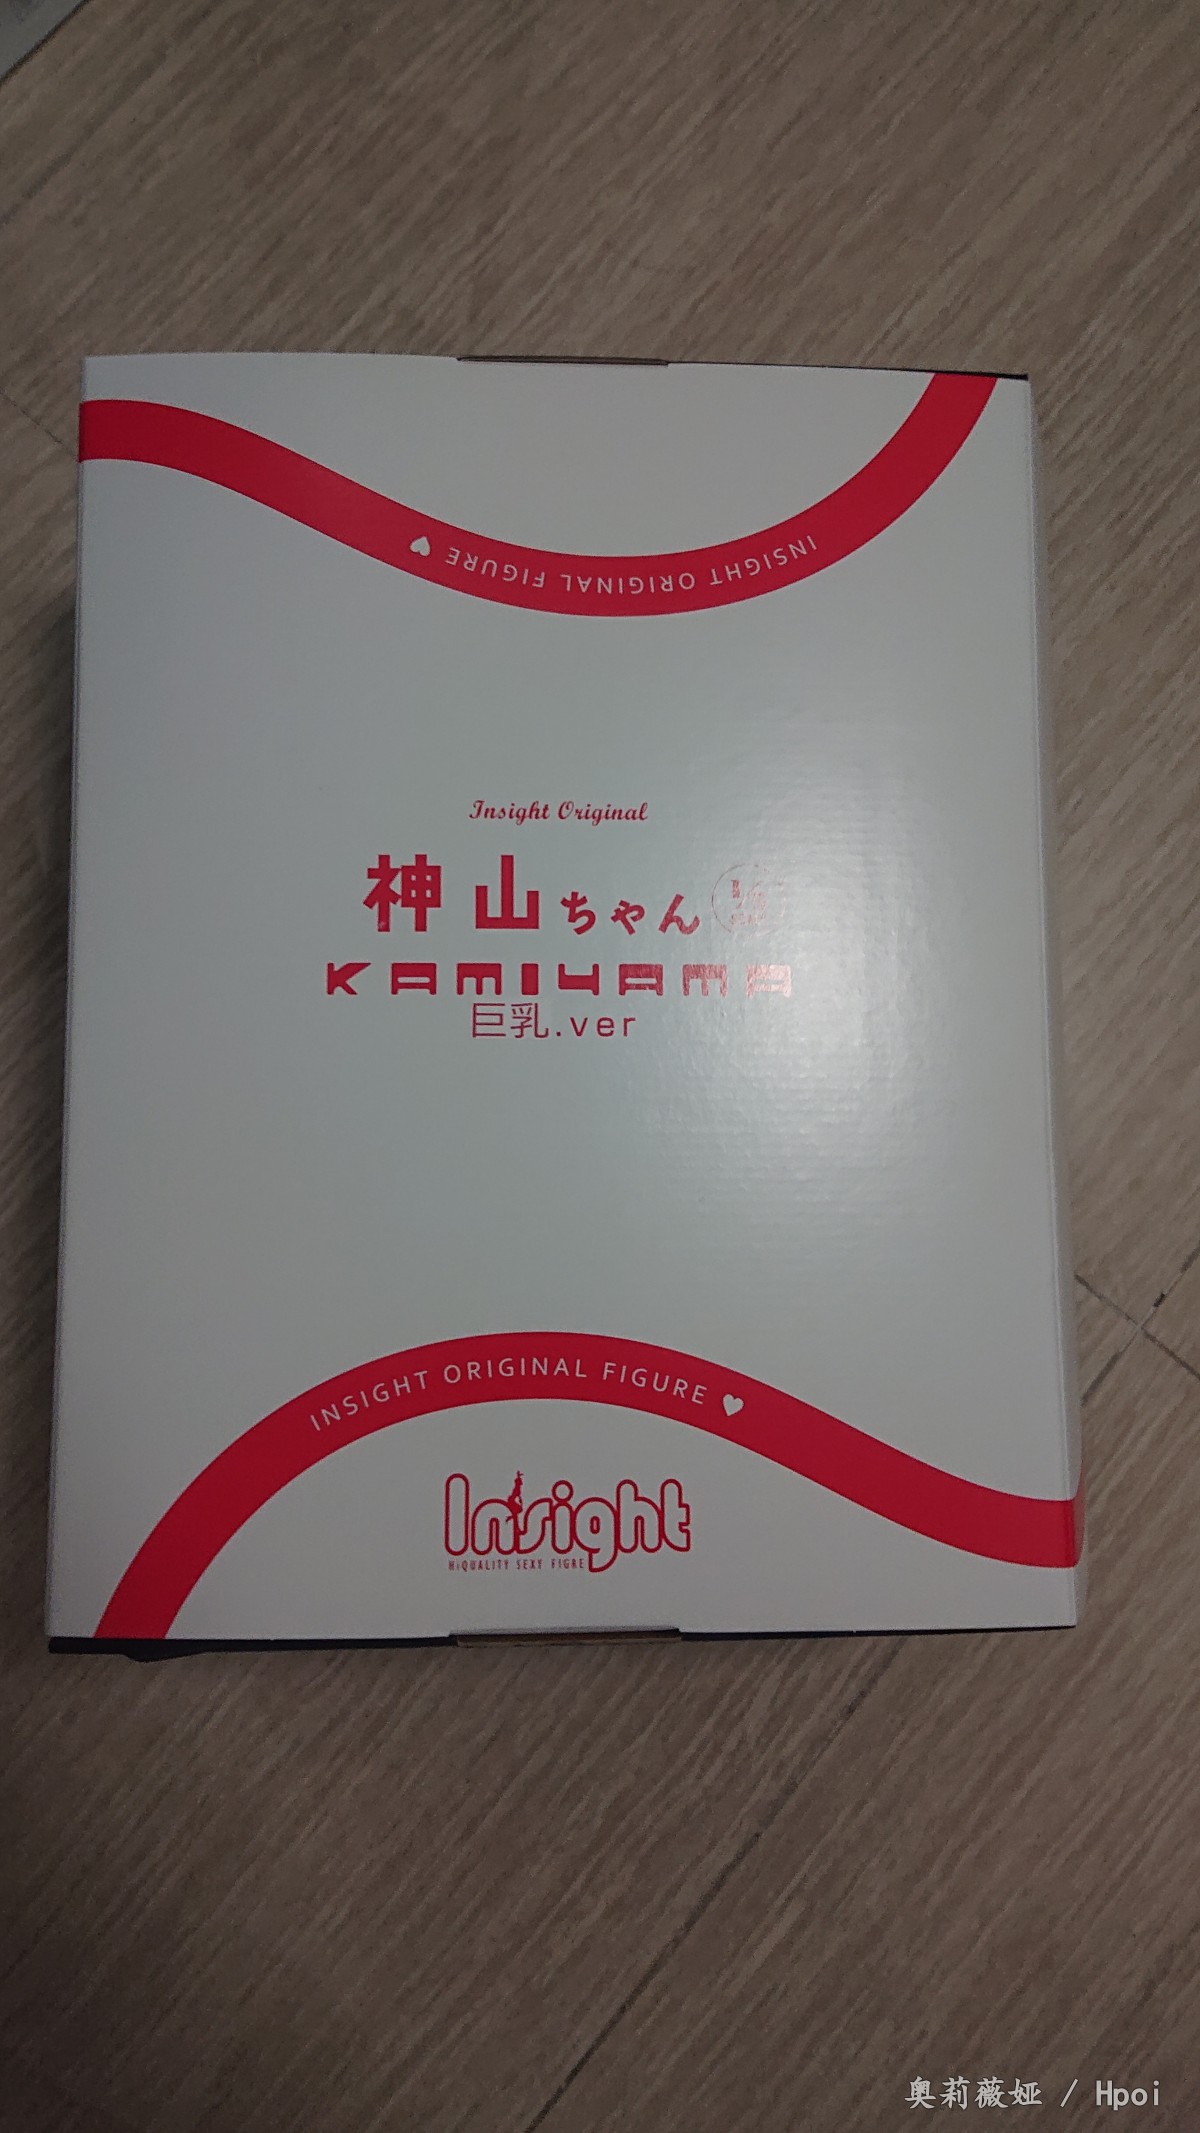 INSIGHT ORIGINAL FIGURE
Insight Original
神山ちゃん
KAMIYAMA
巨乳.ver
INSIGHT ORIGINAL FIGURE
Insight
HiQUALITY SEXY FIGRE
奥莉薇娅 / Hpoi